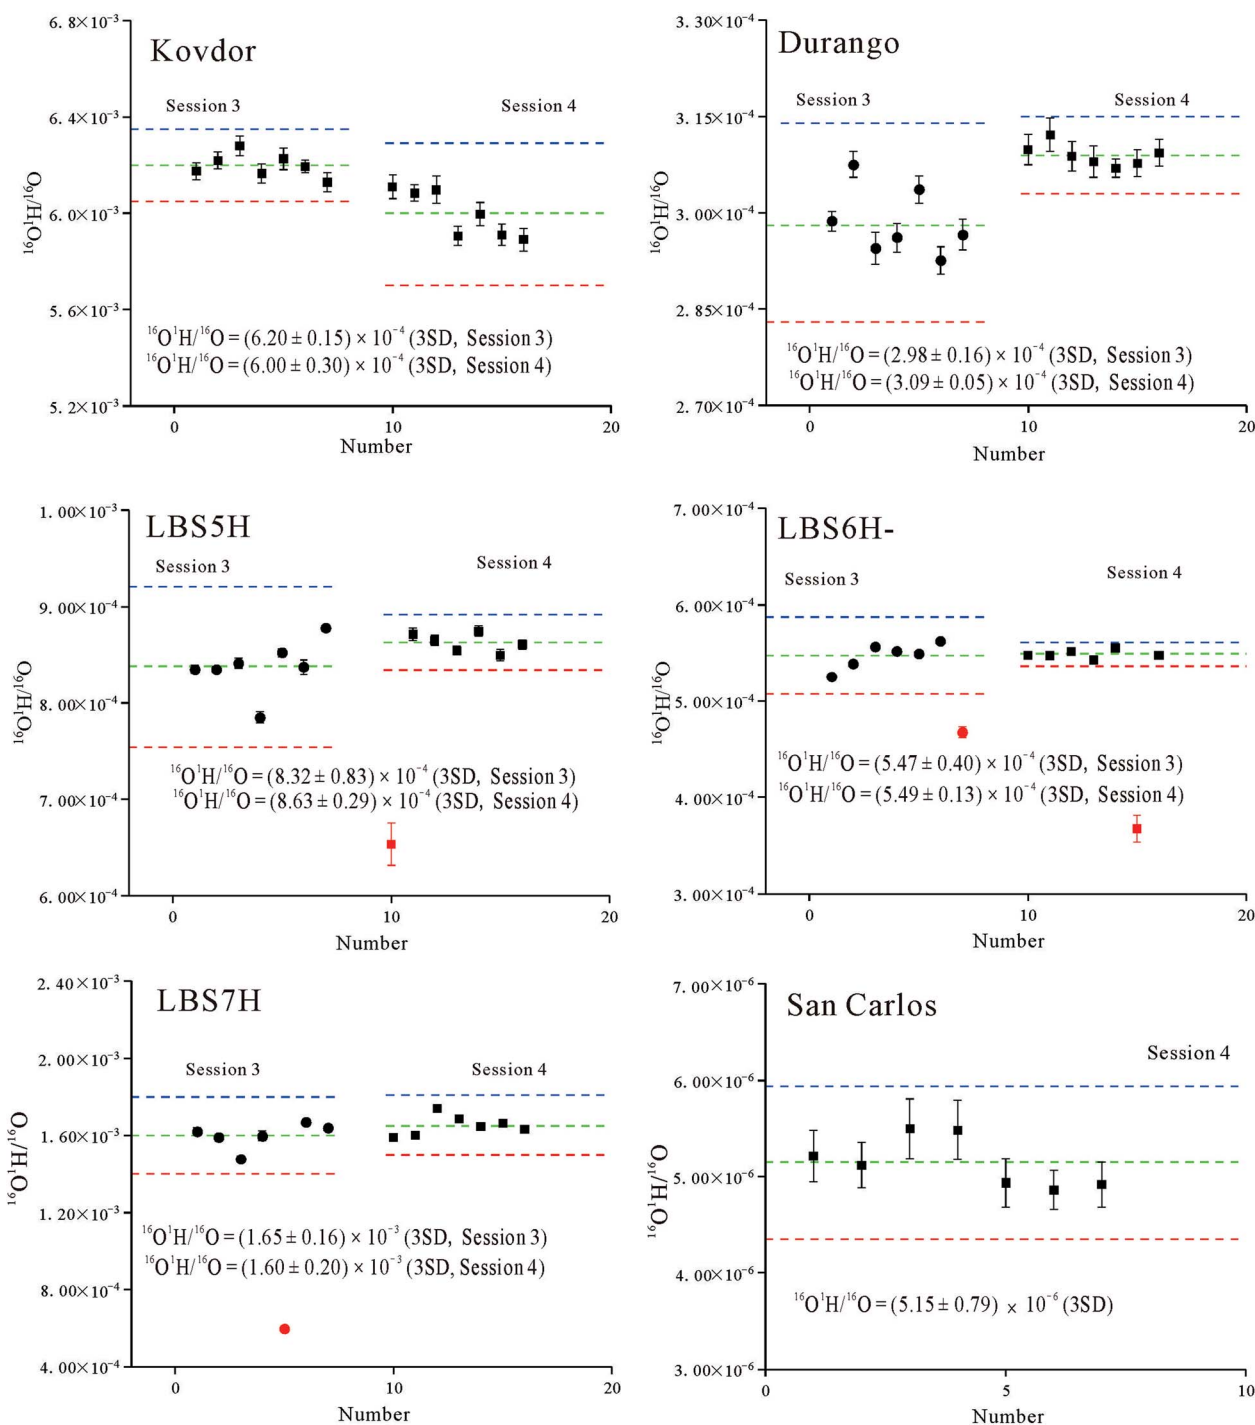 Kovdor
Session 3
Session 4
6.8×10⁻³
6.4×10⁻³
6.0×10⁻³
5.6×10⁻³
5.2×10⁻³
¹⁶O¹H/¹⁶O
¹⁶O¹H/¹⁶O = (6.20 ± 0.15) × 10⁻⁴ (3SD, Session 3)
¹⁶O¹H/¹⁶O = (6.00 ± 0.30) × 10⁻⁴ (3SD, Session 4)
0 10 20
Number
Durango
Session 3
Session 4
3.30×10⁻⁴
3.15×10⁻⁴
3.00×10⁻⁴
2.85×10⁻⁴
2.70×10⁻⁴
¹⁶O¹H/¹⁶O
¹⁶O¹H/¹⁶O = (2.98 ± 0.16) × 10⁻⁴ (3SD, Session 3)
¹⁶O¹H/¹⁶O = (3.09 ± 0.05) × 10⁻⁴ (3SD, Session 4)
0 10 20
Number
LBS5H
Session 3
Session 4
1.00×10⁻³
9.00×10⁻⁴
8.00×10⁻⁴
7.00×10⁻⁴
6.00×10⁻⁴
¹⁶O¹H/¹⁶O
¹⁶O¹H/¹⁶O = (8.32 ± 0.83) × 10⁻⁴ (3SD, Session 3)
¹⁶O¹H/¹⁶O = (8.63 ± 0.29) × 10⁻⁴ (3SD, Session 4)
0 10 20
Number
LBS6H-
Session 3
Session 4
7.00×10⁻⁴
6.00×10⁻⁴
5.00×10⁻⁴
4.00×10⁻⁴
3.00×10⁻⁴
¹⁶O¹H/¹⁶O
¹⁶O¹H/¹⁶O = (5.47 ± 0.40) × 10⁻⁴ (3SD, Session 3)
¹⁶O¹H/¹⁶O = (5.49 ± 0.13) × 10⁻⁴ (3SD, Session 4)
0 10 20
Number
LBS7H
Session 3
Session 4
2.40×10⁻³
2.00×10⁻³
1.60×10⁻³
1.20×10⁻³
8.00×10⁻⁴
4.00×10⁻⁴
¹⁶O¹H/¹⁶O
¹⁶O¹H/¹⁶O = (1.65 ± 0.16) × 10⁻³ (3SD, Session 3)
¹⁶O¹H/¹⁶O = (1.60 ± 0.20) × 10⁻³ (3SD, Session 4)
0 10 20
Number
San Carlos
Session 4
7.00×10⁻⁶
6.00×10⁻⁶
5.00×10⁻⁶
4.00×10⁻⁶
3.00×10⁻⁶
¹⁶O¹H/¹⁶O
¹⁶O¹H/¹⁶O = (5.15 ± 0.79) × 10⁻⁶ (3SD)
0 5 10
Number